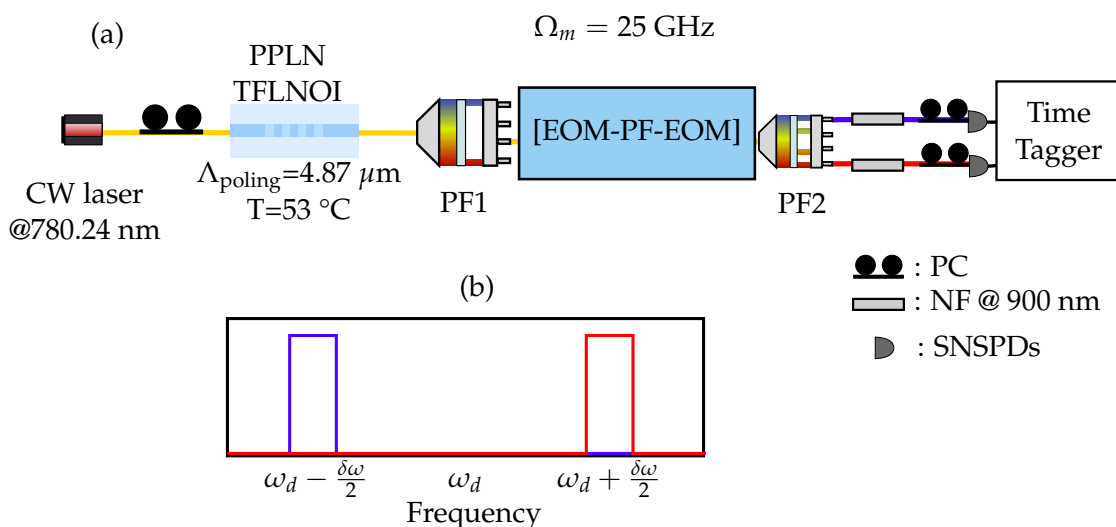 (a)
Ω_m = 25 GHz
PPLN
TFLNOI
[EOM-PF-EOM]
Time
Tagger
Λ_poling=4.87 μm
T=53 °C
CW laser
@780.24 nm
PF1
PF2
: PC
: NF @ 900 nm
: SNSPDs
(b)
ω_d − δω/2
ω_d
ω_d + δω/2
Frequency